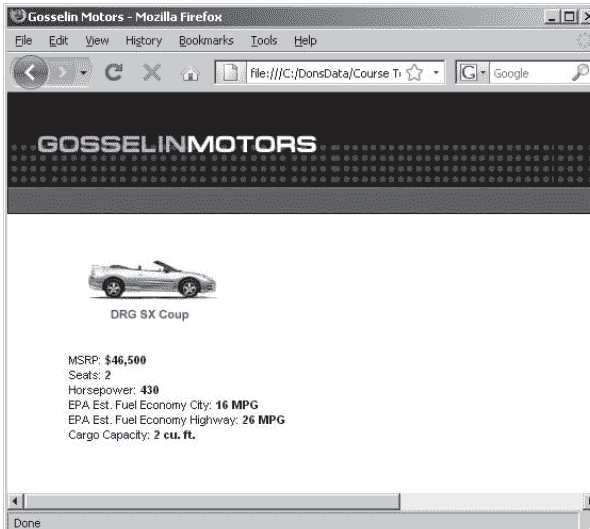 Gosselin Motors - Mozilla Firefox
File Edit View History Bookmarks Tools Help
file:///C:/DonsData/Course T
G Google
GOSSELINMOTORS
DRG SX Coup
MSRP: $46,500
Seats: 2
Horsepower: 430
EPA Est. Fuel Economy City: 16 MPG
EPA Est. Fuel Economy Highway: 26 MPG
Cargo Capacity: 2 cu. ft.
Done